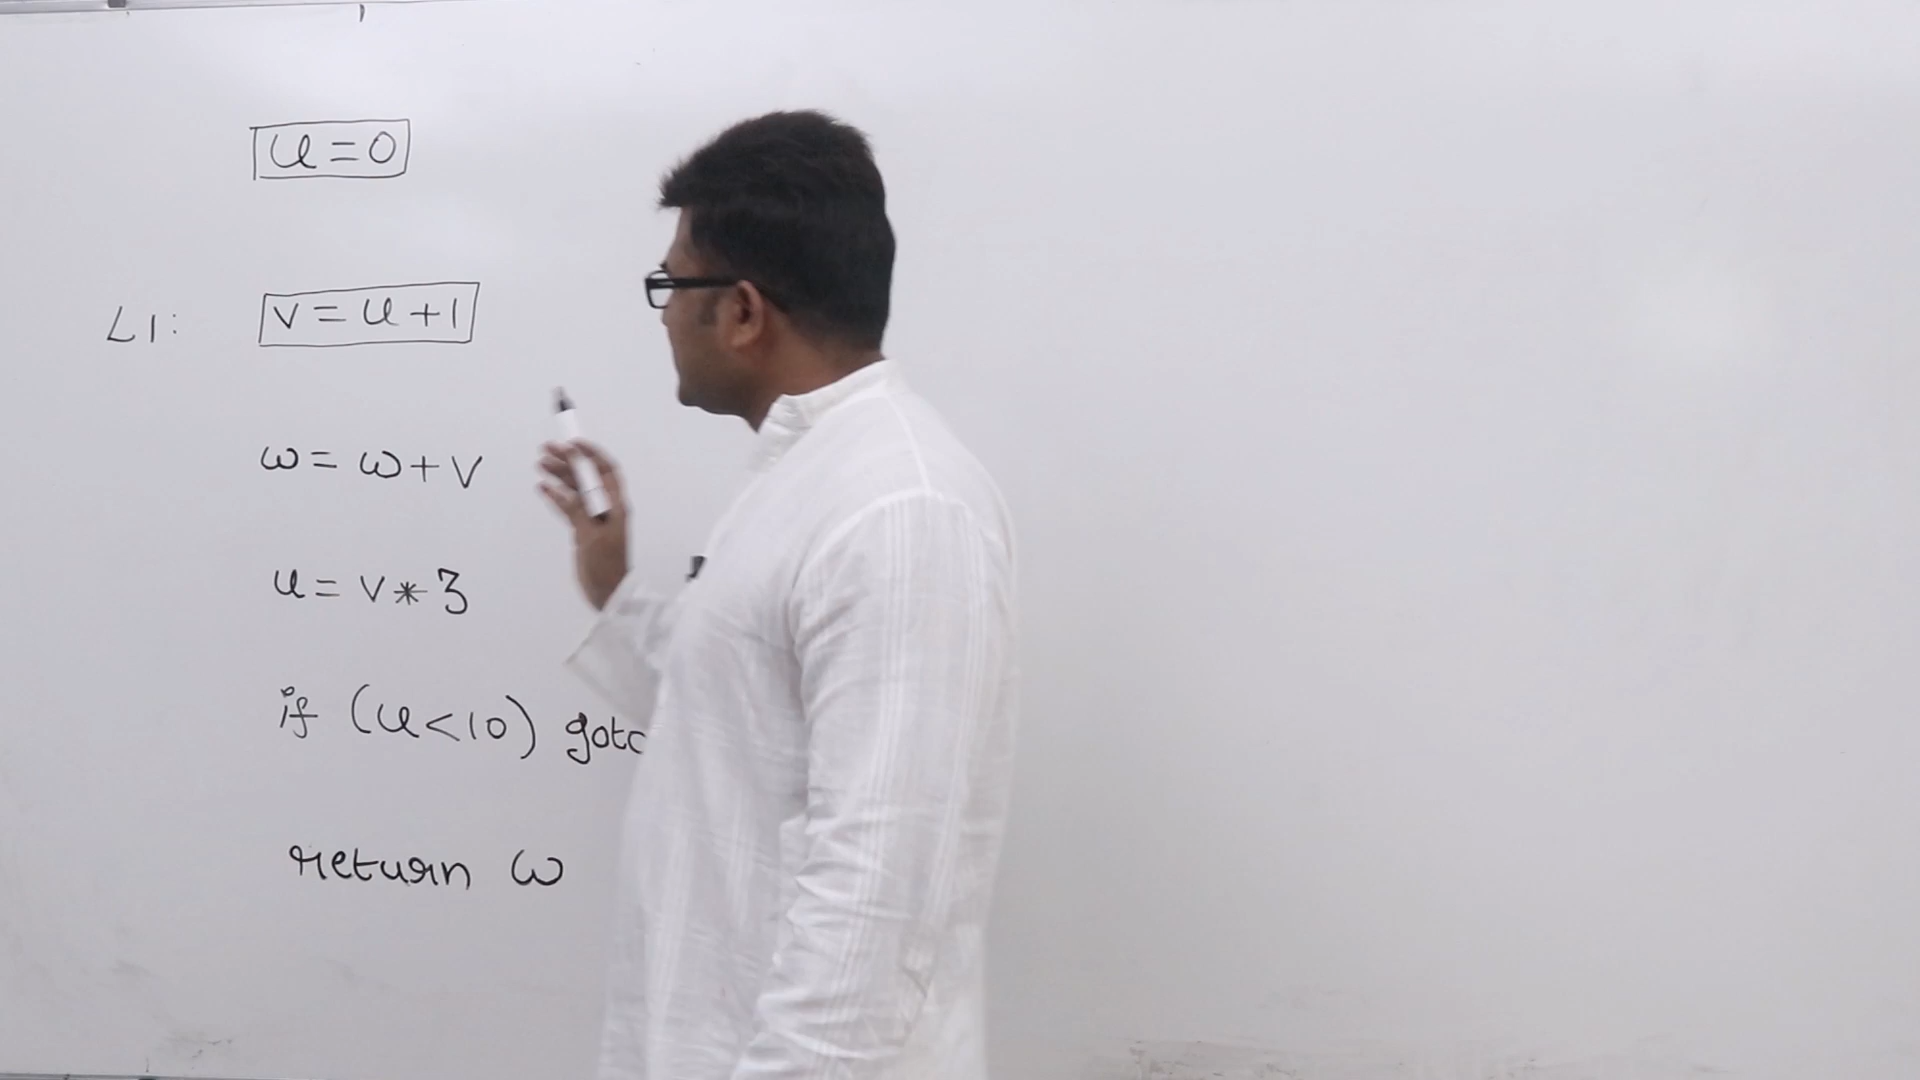 u = 0
L1: v = u + 1
w = w + v
u = v * 3
if (u < 10) goto
return w